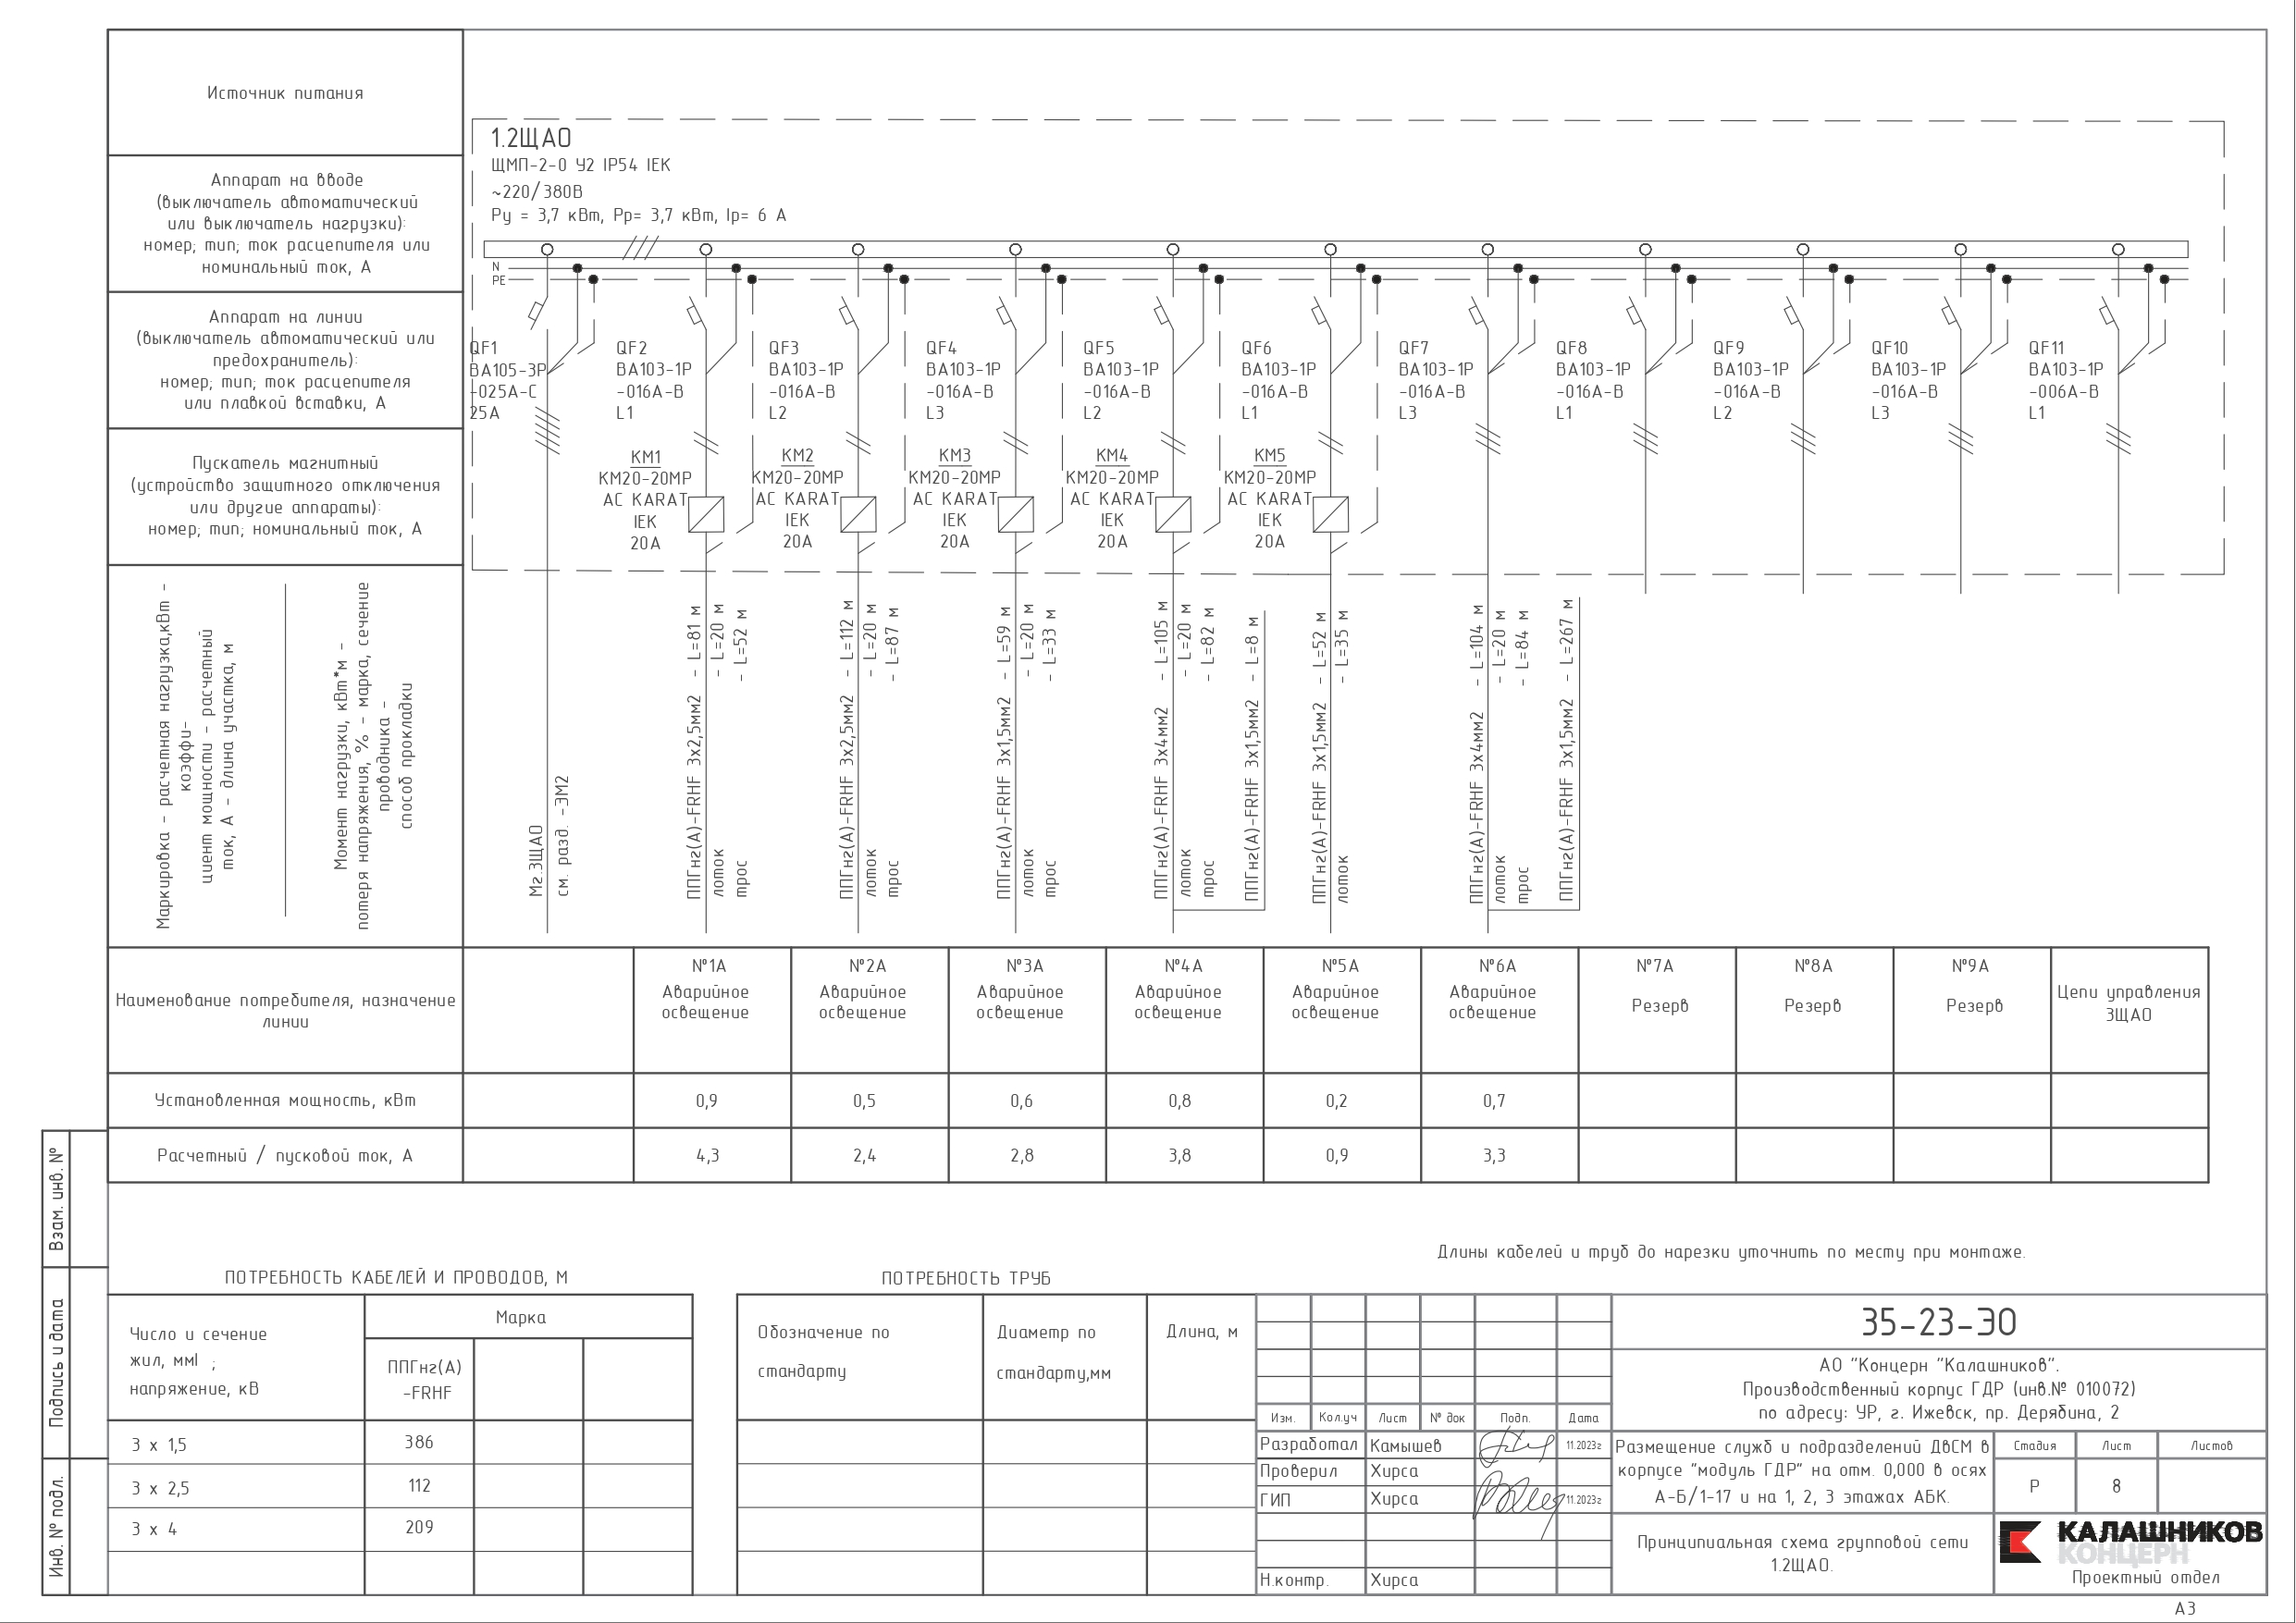 Источник питания
Аппарат на вводе
(выключатель автоматический
или выключатель нагрузки):
номер; тип; ток расцепителя или
номинальный ток, А
Аппарат на линии
(выключатель автоматический или
предохранитель):
номер; тип; ток расцепителя
или плавкой вставки, А
Пускатель магнитный
(устройство защитного отключения
или другие аппараты):
номер; тип; номинальный ток, А
Маркировка - расчетная нагрузка,кВт -
коэффи-
циент мощности - расчетный
ток, А - длина участка, м
Момент нагрузки, кВт*м -
потеря напряжения, % - марка, сечение
проводника -
способ прокладки
1.2ЩАО
ЩМП-2-0 У2 IP54 IEK
~220/380В
Ру = 3,7 кВт, Рр= 3,7 кВт, Iр= 6 А
N
PE
QF1
ВА105-3Р
-025А-С
25А
QF2
ВА103-1Р
-016А-В
L1
QF3
ВА103-1Р
-016А-В
L2
QF4
ВА103-1Р
-016А-В
L3
QF5
ВА103-1Р
-016А-В
L2
QF6
ВА103-1Р
-016А-В
L1
QF7
ВА103-1Р
-016А-В
L3
QF8
ВА103-1Р
-016А-В
L1
QF9
ВА103-1Р
-016А-В
L2
QF10
ВА103-1Р
-016А-В
L3
QF11
ВА103-1Р
-006А-В
L1
КМ1
КМ20-20МР
AC KARAT
IEK
20А
КМ2
КМ20-20МР
AC KARAT
IEK
20А
КМ3
КМ20-20МР
AC KARAT
IEK
20А
КМ4
КМ20-20МР
AC KARAT
IEK
20А
КМ5
КМ20-20МР
AC KARAT
IEK
20А
Мг.3ЩАО
см. разд. -ЭМ2
ППГнг(А)-FRHF 3х2,5мм2 - L=81 м
лоток - L=20 м
трос - L=52 м
ППГнг(А)-FRHF 3х2,5мм2 - L=112 м
лоток - L=20 м
трос - L=87 м
ППГнг(А)-FRHF 3х1,5мм2 - L=59 м
лоток - L=20 м
трос - L=33 м
ППГнг(А)-FRHF 3х4мм2 - L=105 м
лоток - L=20 м
трос - L=82 м
ППГнг(А)-FRHF 3х1,5мм2 - L=8 м
ППГнг(А)-FRHF 3х1,5мм2 - L=52 м
лоток - L=35 м
ППГнг(А)-FRHF 3х4мм2 - L=104 м
лоток - L=20 м
трос - L=84 м
ППГнг(А)-FRHF 3х1,5мм2 - L=267 м
Наименование потребителя, назначение
линии
№1А
Аварийное
освещение
№2А
Аварийное
освещение
№3А
Аварийное
освещение
№4А
Аварийное
освещение
№5А
Аварийное
освещение
№6А
Аварийное
освещение
№7А
Резерв
№8А
Резерв
№9А
Резерв
Цепи управления
3ЩАО
Установленная мощность, кВт 0,9 0,5 0,6 0,8 0,2 0,7
Расчетный / пусковой ток, А 4,3 2,4 2,8 3,8 0,9 3,3
Взам. инв. №
Подпись и дата
Инв. № подл.
Длины кабелей и труб до нарезки уточнить по месту при монтаже.
ПОТРЕБНОСТЬ КАБЕЛЕЙ И ПРОВОДОВ, М
Число и сечение
жил, ммI ;
напряжение, кВ
Марка
ППГнг(А)
-FRHF
3 х 1,5 386
3 х 2,5 112
3 х 4 209
ПОТРЕБНОСТЬ ТРУБ
Обозначение по
стандарту
Диаметр по
стандарту,мм
Длина, м
35-23-ЭО
АО "Концерн "Калашников".
Производственный корпус ГДР (инв.№ 010072)
по адресу: УР, г. Ижевск, пр. Дерябина, 2
Изм. Кол.уч Лист № док Подп. Дата
Разработал Камышев 11.2023г
Проверил Хирса
ГИП Хирса 11.2023г
Н.контр. Хирса
Размещение служб и подразделений ДвСМ в
корпусе "модуль ГДР" на отм. 0,000 в осях
А-Б/1-17 и на 1, 2, 3 этажах АБК.
Стадия Лист Листов
Р 8
Принципиальная схема групповой сети
1.2ЩАО.
КАЛАШНИКОВ
КОНЦЕРН
Проектный отдел
А3